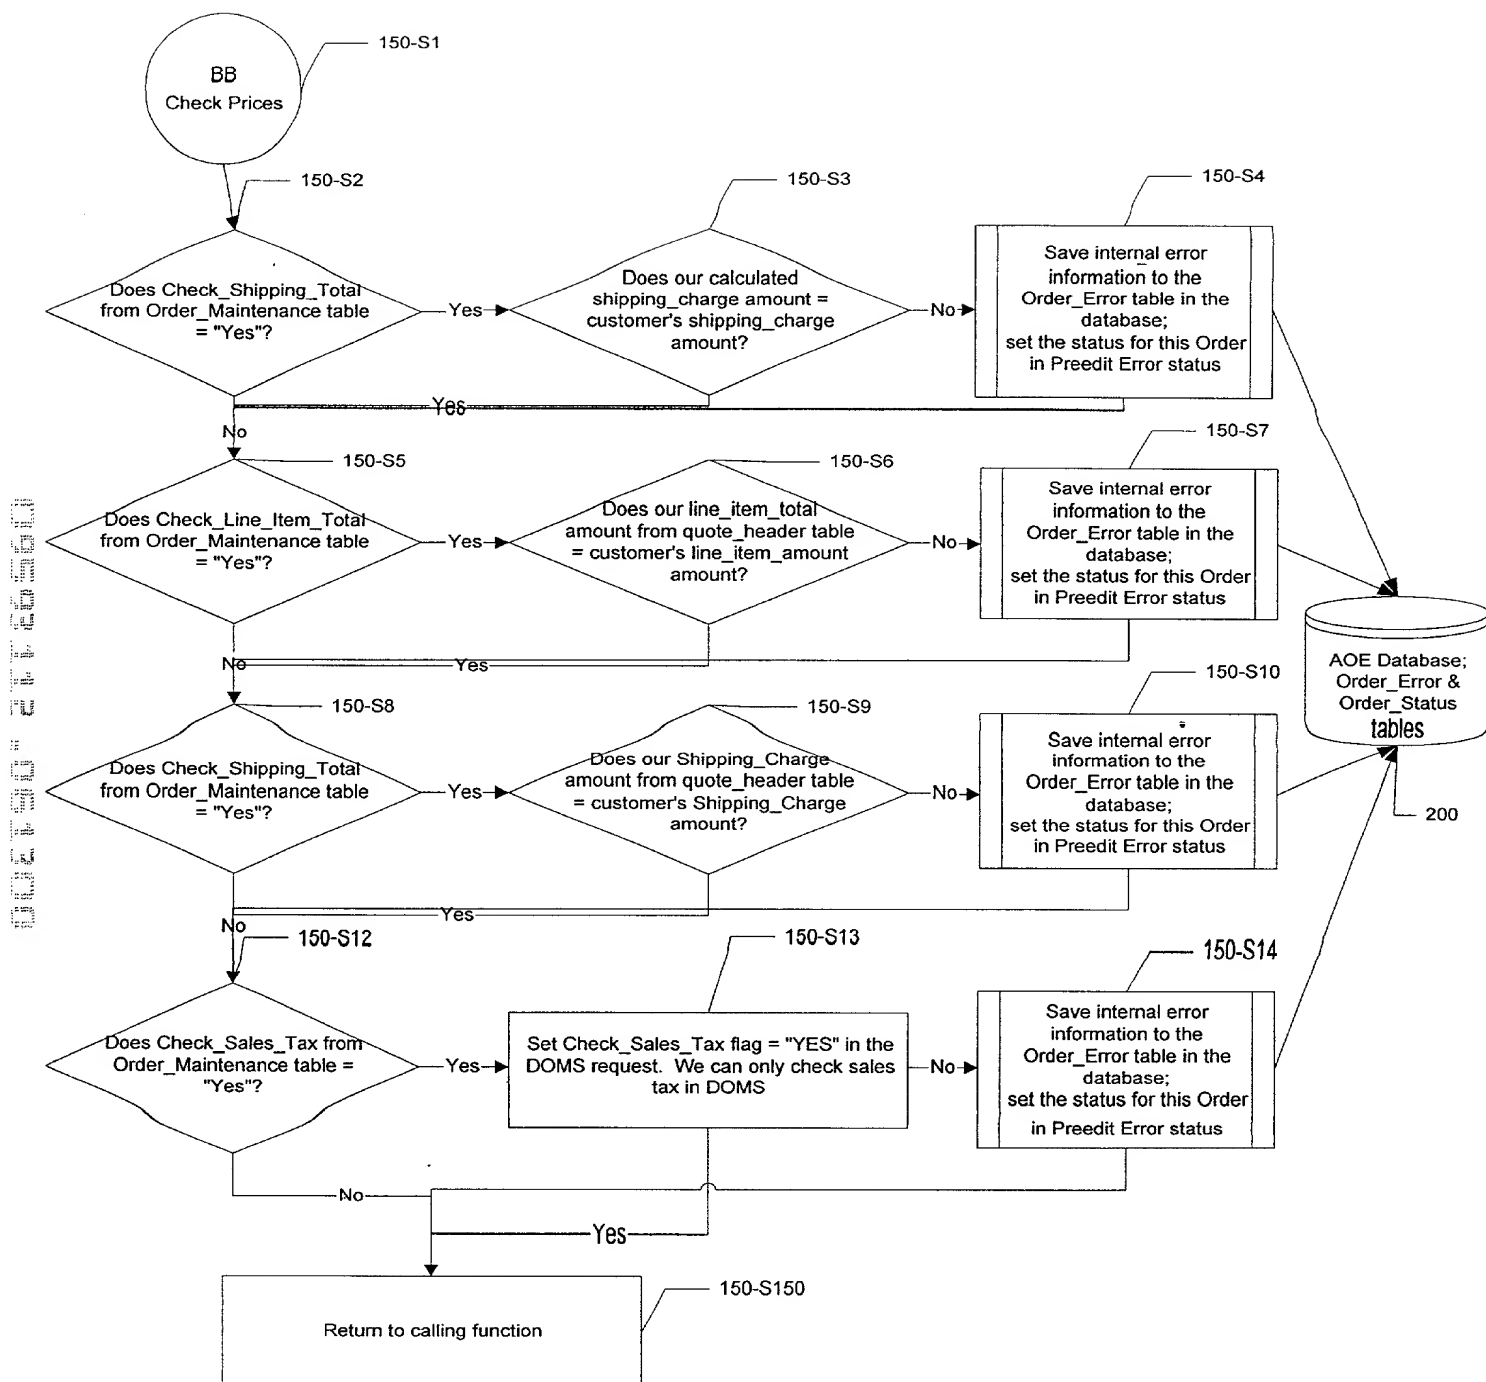 150-S1
BB
Check Prices
150-S2
150-S3
150-S4
Does Check_Shipping_Total
from Order_Maintenance table
= "Yes"?
Yes
Does our calculated
shipping_charge amount =
customer's shipping_charge
amount?
No
Save internal error
information to the
Order_Error table in the
database;
set the status for this Order
in Preedit Error status
Yes
No
150-S5
150-S6
150-S7
Does Check_Line_Item_Total
from Order_Maintenance table
= "Yes"?
Yes
Does our line_item_total
amount from quote_header table
= customer's line_item_amount
amount?
No
Save internal error
information to the
Order_Error table in the
database;
set the status for this Order
in Preedit Error status
AOE Database;
Order_Error &
Order_Status
tables
200
No
Yes
150-S8
150-S9
150-S10
Does Check_Shipping_Total
from Order_Maintenance table
= "Yes"?
Yes
Does our Shipping_Charge
amount from quote_header table
= customer's Shipping_Charge
amount?
No
Save internal error
information to the
Order_Error table in the
database;
set the status for this Order
in Preedit Error status
Yes
No
150-S12
150-S13
150-S14
Does Check_Sales_Tax from
Order_Maintenance table =
"Yes"?
Yes
Set Check_Sales_Tax flag = "YES" in the
DOMS request. We can only check sales
tax in DOMS
No
Save internal error
information to the
Order_Error table in the
database;
set the status for this Order
in Preedit Error status
No
Yes
150-S150
Return to calling function